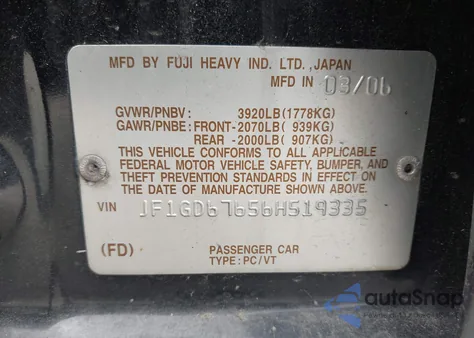 MFD BY FUJI HEAVY IND. LTD., JAPAN
MFD IN 03/06
GVWR/PNBV: 3920LB(1778KG)
GAWR/PNBE: FRONT-2070LB( 939KG)
REAR -2000LB( 907KG)
THIS VEHICLE CONFORMS TO ALL APPLICABLE
FEDERAL MOTOR VEHICLE SAFETY, BUMPER, AND
THEFT PREVENTION STANDARDS IN EFFECT ON
THE DATE OF MANUFACTURE SHOWN ABOVE.
VIN JF1GD67656H519335
(FD) PASSENGER CAR
TYPE: PC/VT
autoSnap